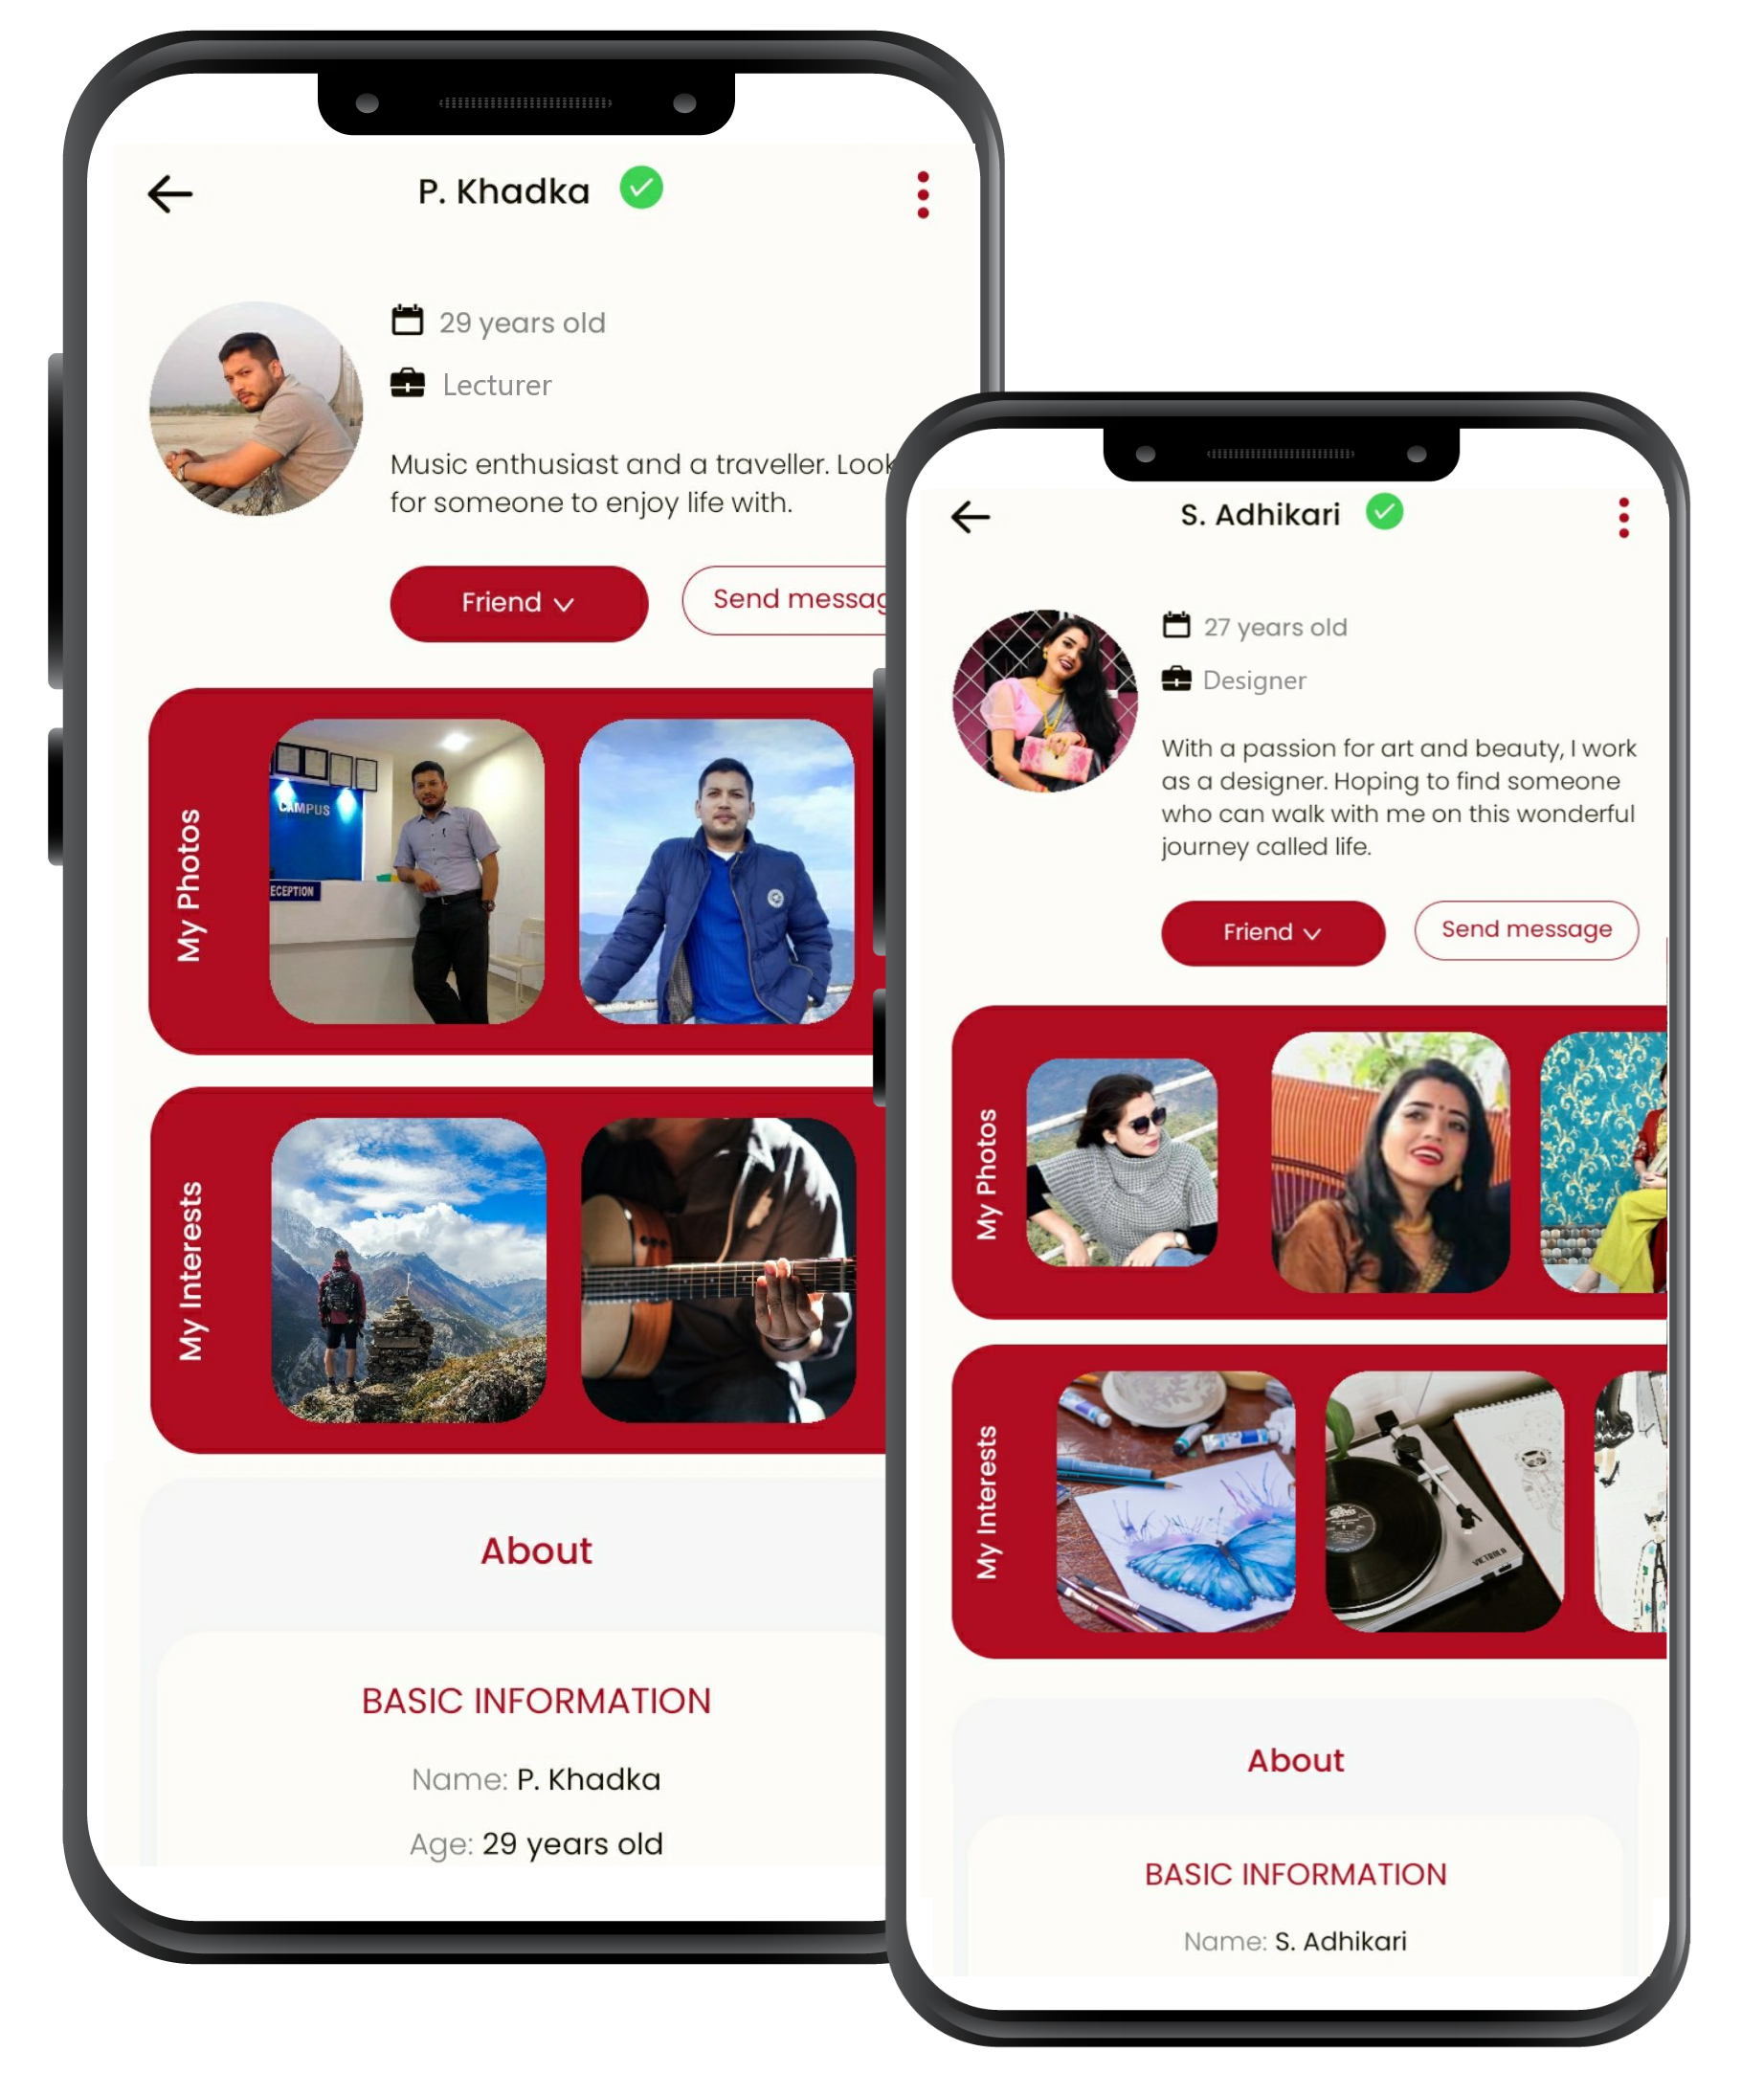 P. Khadka
29 years old
Lecturer
Music enthusiast and a traveller. Look
for someone to enjoy life with.
Friend
Send messag
My Photos
CAMPUS
ECEPTION
My Interests
About
BASIC INFORMATION
Name: P. Khadka
Age: 29 years old
S. Adhikari
27 years old
Designer
With a passion for art and beauty, I work
as a designer. Hoping to find someone
who can walk with me on this wonderful
journey called life.
Friend
Send message
My Photos
My Interests
VICTROLA
About
BASIC INFORMATION
Name: S. Adhikari